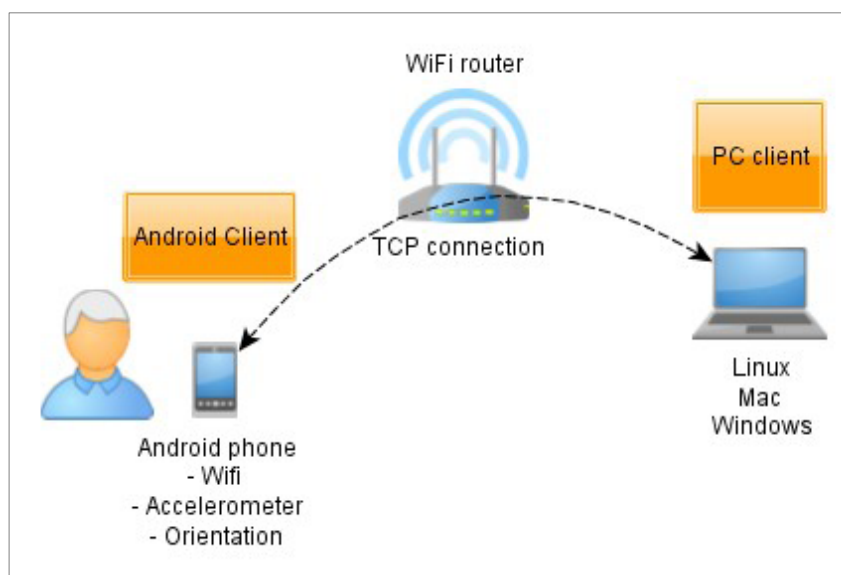 WiFi router
PC client
Android Client
TCP connection
Linux
Mac
Windows
Android phone
- Wifi
- Accelerometer
- Orientation